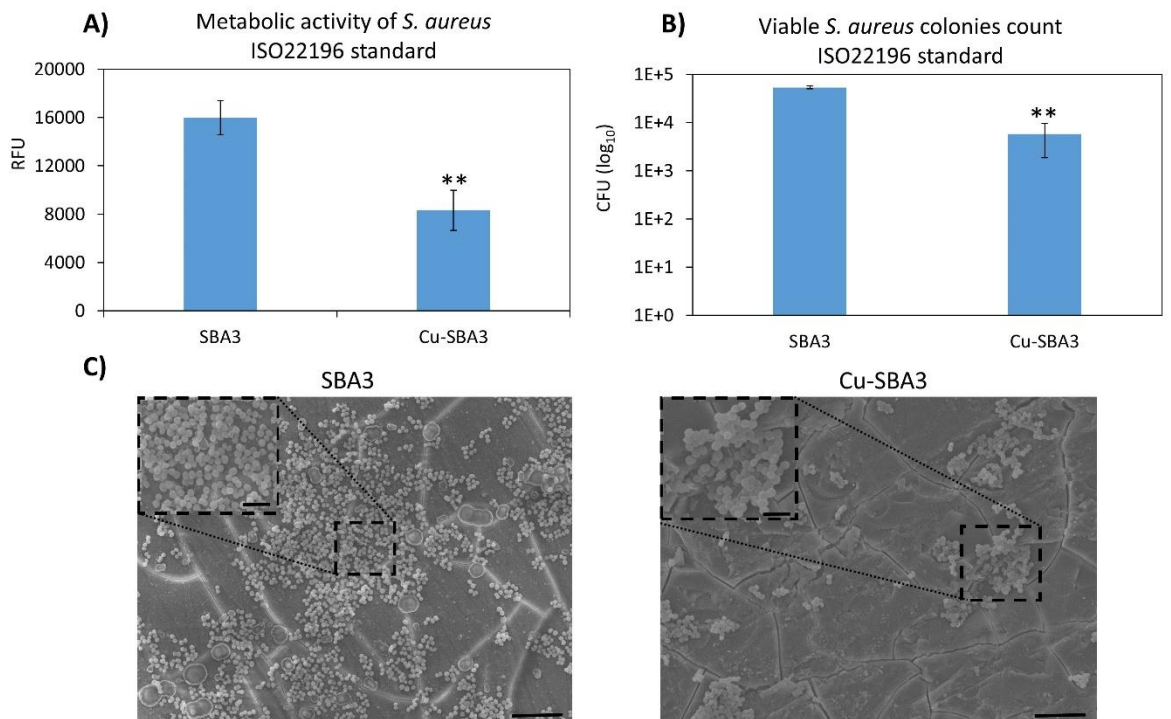 A)
Metabolic activity of S. aureus
ISO22196 standard
20000
16000
12000
8000
4000
0
RFU
**
SBA3
Cu-SBA3
B)
Viable S. aureus colonies count
ISO22196 standard
1E+5
1E+4
1E+3
1E+2
1E+1
1E+0
CFU (log₁₀)
**
SBA3
Cu-SBA3
C)
SBA3
Cu-SBA3